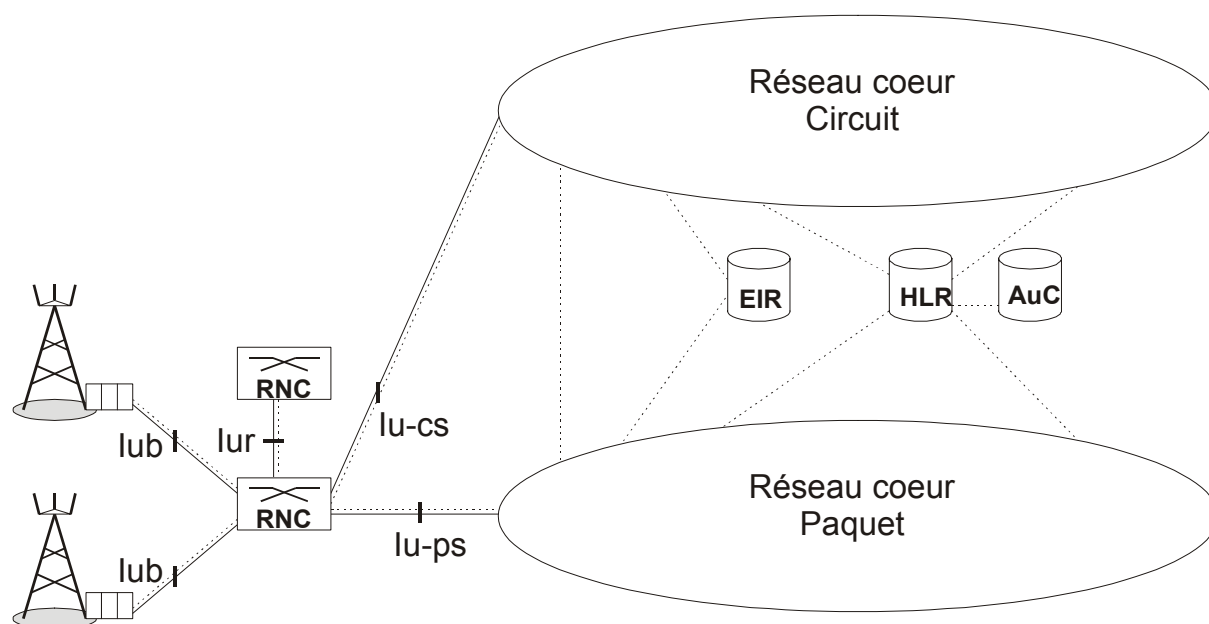 Réseau coeur
Circuit
EIR
HLR
AuC
RNC
Iu-cs
Iub
Iur
RNC
Réseau coeur
Paquet
Iu-ps
Iub